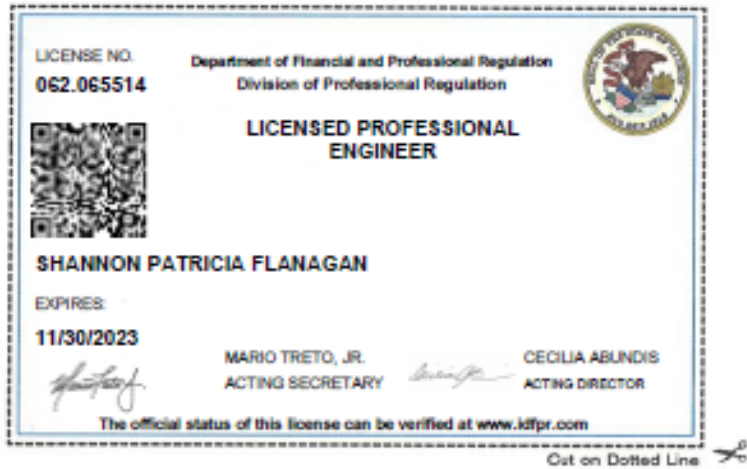 LICENSE NO.
062.065514
Department of Financial and Professional Regulation
Division of Professional Regulation
LICENSED PROFESSIONAL
ENGINEER
SHANNON PATRICIA FLANAGAN
EXPIRES:
11/30/2023
MARIO TRETO, JR.
ACTING SECRETARY
CECILIA ABUNDIS
ACTING DIRECTOR
The official status of this license can be verified at www.idfpr.com
Cut on Dotted Line